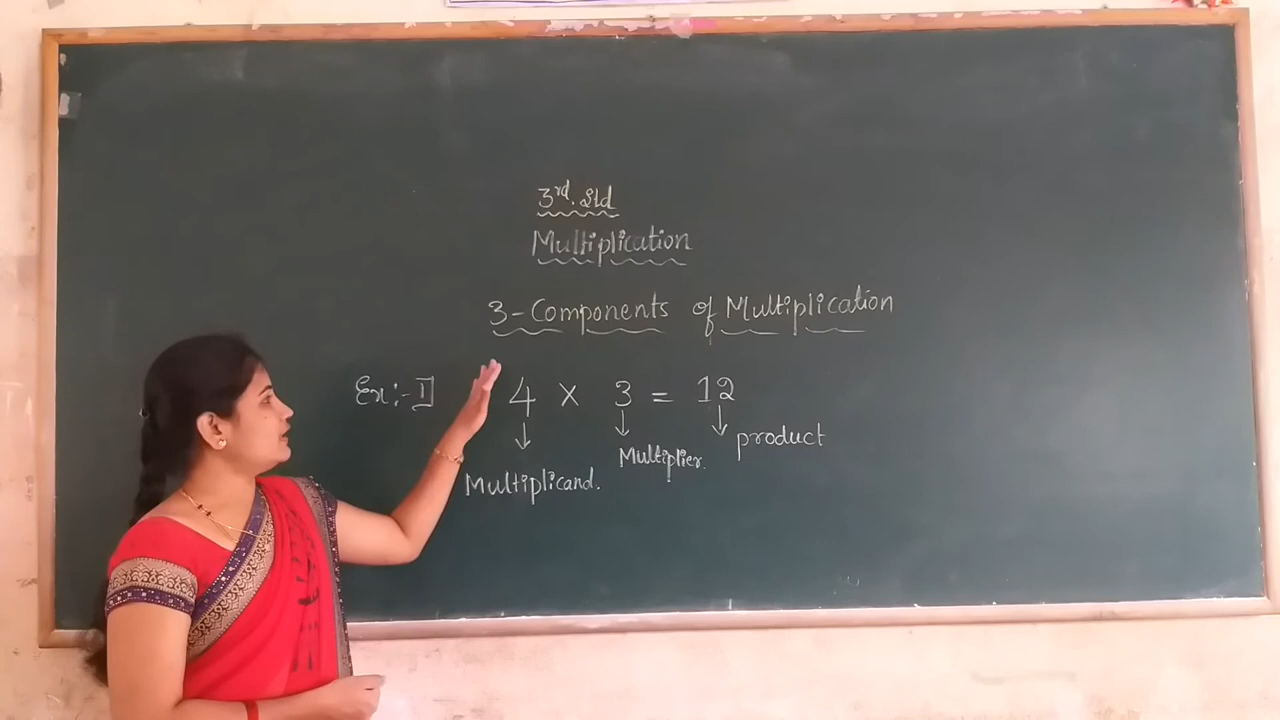 3rd. Std
Multiplication
3-Components of Multiplication
Ex:-I 4 X 3 = 12
product
Multiplier.
Multiplicand.